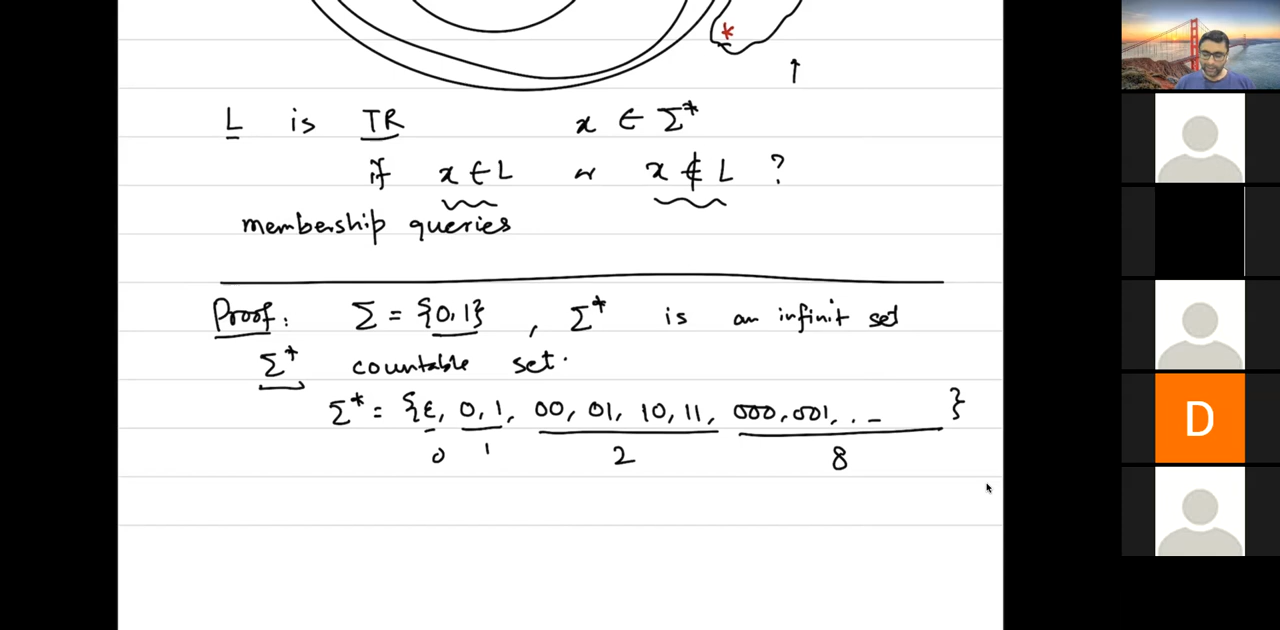 *
L is TR x ∈ Σ*
if x ∈ L or x ∉ L ?
membership queries
Proof: Σ = {0,1} , Σ* is an infinit set
Σ* countable set.
Σ* = {ε, 0, 1, 00, 01, 10, 11, 000, 001, . . _ }
0 1 2 8
D